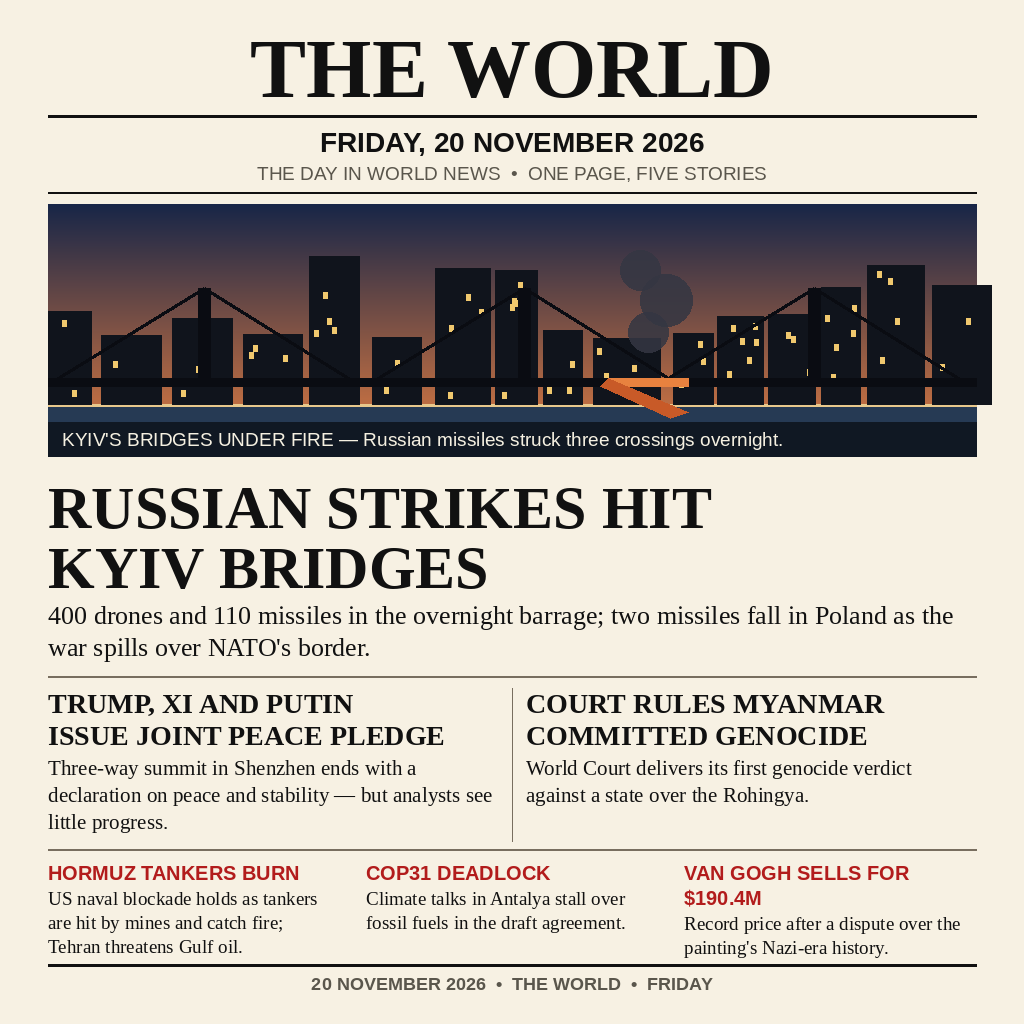 THE WORLD
FRIDAY, 20 NOVEMBER 2026
THE DAY IN WORLD NEWS • ONE PAGE, FIVE STORIES
KYIV'S BRIDGES UNDER FIRE — Russian missiles struck three crossings overnight.
RUSSIAN STRIKES HIT
KYIV BRIDGES
400 drones and 110 missiles in the overnight barrage; two missiles fall in Poland as the
war spills over NATO's border.
TRUMP, XI AND PUTIN
ISSUE JOINT PEACE PLEDGE
Three-way summit in Shenzhen ends with a
declaration on peace and stability — but analysts see
little progress.
COURT RULES MYANMAR
COMMITTED GENOCIDE
World Court delivers its first genocide verdict
against a state over the Rohingya.
HORMUZ TANKERS BURN
US naval blockade holds as tankers
are hit by mines and catch fire;
Tehran threatens Gulf oil.
COP31 DEADLOCK
Climate talks in Antalya stall over
fossil fuels in the draft agreement.
VAN GOGH SELLS FOR
$190.4M
Record price after a dispute over the
painting's Nazi-era history.
20 NOVEMBER 2026 • THE WORLD • FRIDAY